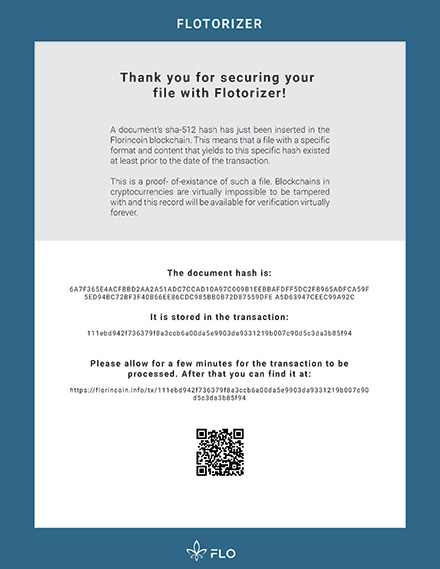 FLOTORIZER
Thank you for securing your
file with Flotorizer!
A document's sha-512 hash has just been inserted in the
Florincoin blockchain. This means that a file with a specific
format and content that yields to this specific hash existed
at least prior to the date of the transaction.
This is a proof- of-existance of such a file. Blockchains in
cryptocurrencies are virtually impossible to be tampered
with and this record will be available for verification virtually
forever.
The document hash is:
6A7F365E4ACFBBD2AA2A51ADC7CCAD10A97C009B1EEBBAFDFF5DC2FB965ADFCA59F
5ED94BC72BF3F40B66EE86CDC985BB0B72D87559DFE A5D63947CEEC99A92C
It is stored in the transaction:
111ebd942f736379f8a3ccb6a00da5e9903da9331219b007c90d5c3da3b85f94
Please allow for a few minutes for the transaction to be
processed. After that you can find it at:
https://florincoin.info/tx/111ebd942f736379f8a3ccb6a00da5e9903da9331219b007c90
d5c3da3b85f94
FLO